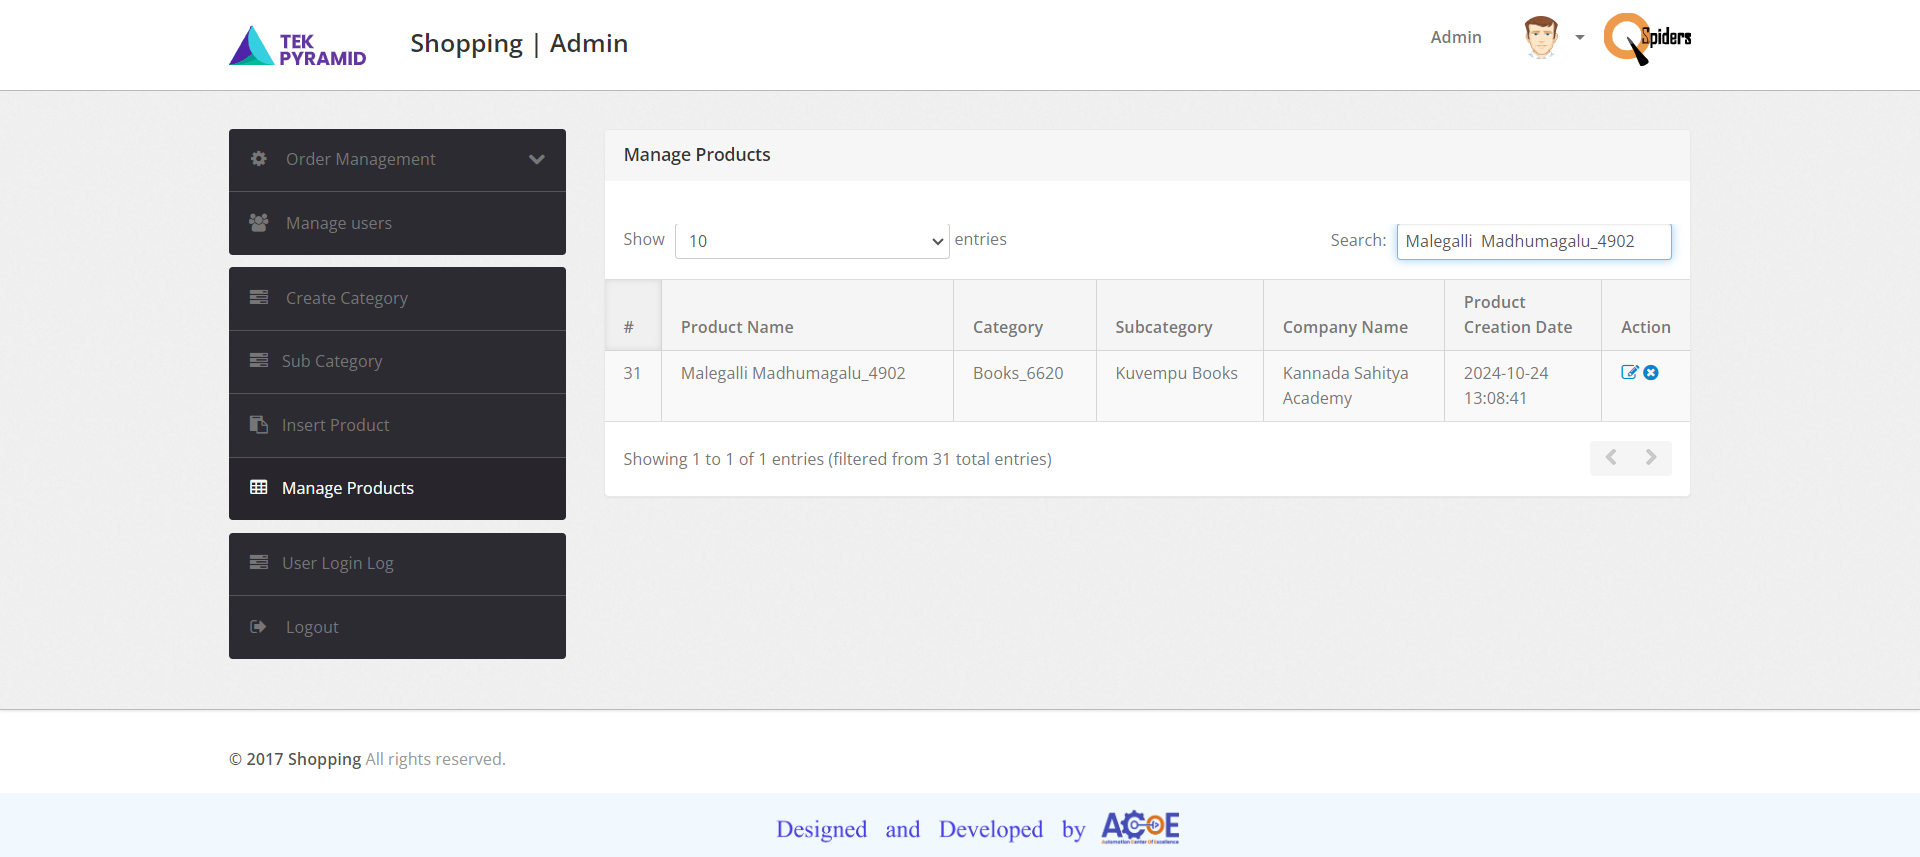 TEK
PYRAMID
Shopping | Admin
Admin
Spiders
Order Management
Manage users
Create Category
Sub Category
Insert Product
Manage Products
User Login Log
Logout
Manage Products
Show 10 entries
Search: Malegalli  Madhumagalu_4902
# Product Name Category Subcategory Company Name Product Creation Date Action
31 Malegalli Madhumagalu_4902 Books_6620 Kuvempu Books Kannada Sahitya Academy 2024-10-24 13:08:41
Showing 1 to 1 of 1 entries (filtered from 31 total entries)
© 2017 Shopping All rights reserved.
Designed and Developed by ACOE
Automation Center Of Excellence